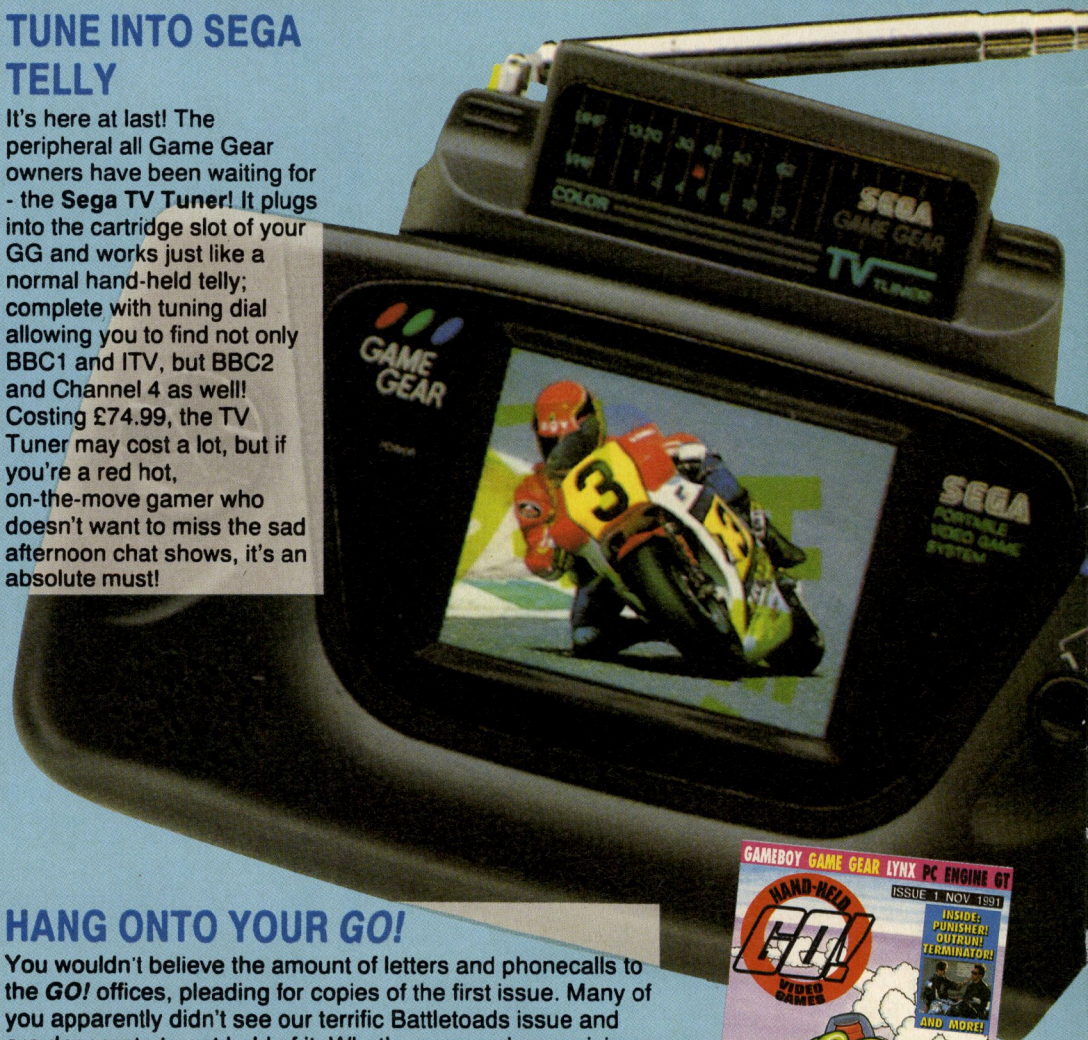 TUNE INTO SEGA
TELLY
It's here at last! The
peripheral all Game Gear
owners have been waiting for
- the Sega TV Tuner! It plugs
into the cartridge slot of your
GG and works just like a
normal hand-held telly;
complete with tuning dial
allowing you to find not only
BBC1 and ITV, but BBC2
and Channel 4 as well!
Costing £74.99, the TV
Tuner may cost a lot, but if
you're a red hot,
on-the-move gamer who
doesn't want to miss the sad
afternoon chat shows, it's an
absolute must!
UHF
VHF
COLOR
SEGA
GAME GEAR
TV
TUNER
GAME
GEAR
POWER
3
SEGA
PORTABLE
VIDEO GAME
SYSTEM
HANG ONTO YOUR GO!
You wouldn't believe the amount of letters and phonecalls to
the GO! offices, pleading for copies of the first issue. Many of
you apparently didn't see our terrific Battletoads issue and
GAMEBOY GAME GEAR LYNX PC ENGINE GT
ISSUE 1 NOV 1991
HAND-HELD
GO!
VIDEO
GAMES
INSIDE:
PUNISHER!
OUTRUN!
TERMINATOR!
AND MORE!